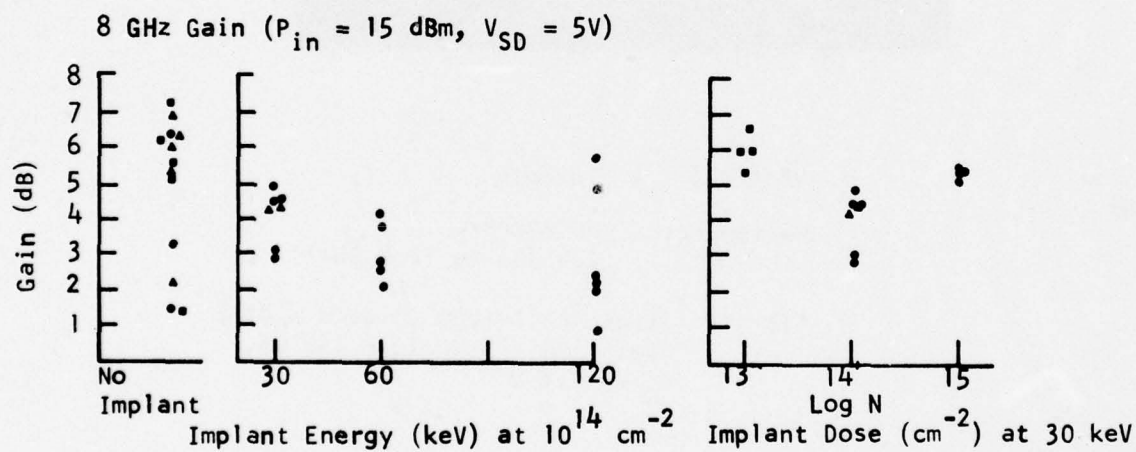 8 GHz Gain (P_in = 15 dBm, V_SD = 5V)
Gain (dB)
8
7
6
5
4
3
2
1
No
Implant
30 60 120
Implant Energy (keV) at 10^14 cm^-2
13 14 15
Log N
Implant Dose (cm^-2) at 30 keV